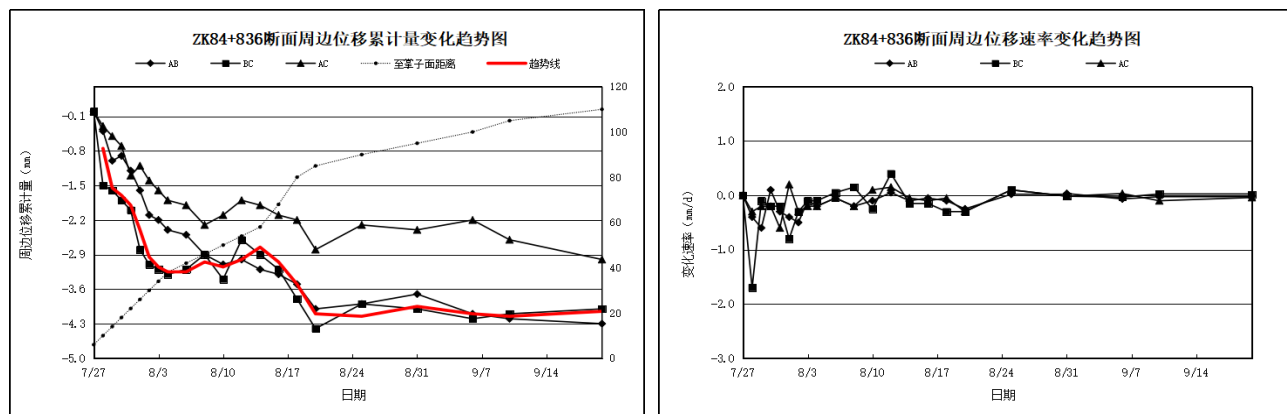 ZK84+836断面周边位移累计量变化趋势图
AB BC AC 至掌子面距离 趋势线
周边位移累计量（mm）
-0.1
-0.8
-1.5
-2.2
-2.9
-3.6
-4.3
-5.0
120
100
80
60
40
20
0
7/27 8/3 8/10 8/17 8/24 8/31 9/7 9/14
日期
ZK84+836断面周边位移速率变化趋势图
AB BC AC
变化速率（mm/d）
2.0
1.0
0.0
-1.0
-2.0
-3.0
7/27 8/3 8/10 8/17 8/24 8/31 9/7 9/14
日期